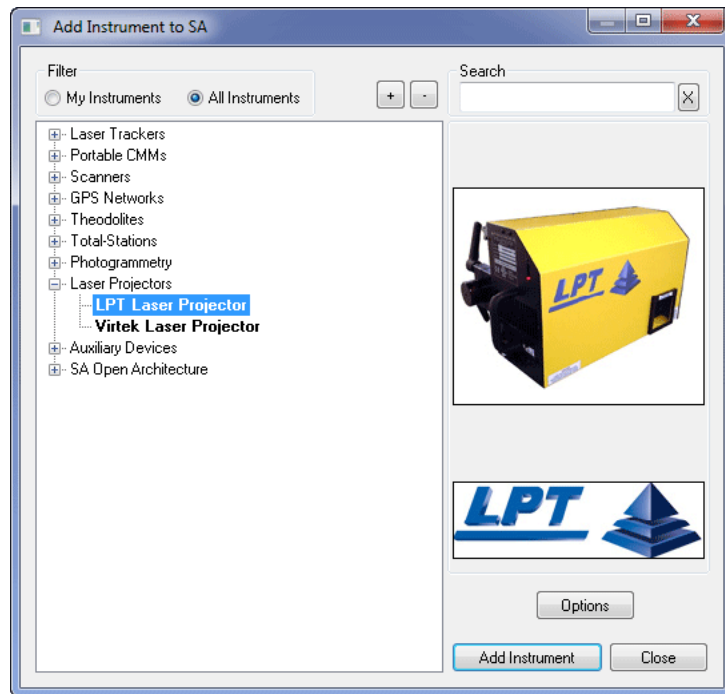 Add Instrument to SA
Filter
My Instruments
All Instruments
+
-
Search
X
Laser Trackers
Portable CMMs
Scanners
GPS Networks
Theodolites
Total-Stations
Photogrammetry
Laser Projectors
LPT Laser Projector
Virtek Laser Projector
Auxiliary Devices
SA Open Architecture
LPT
LPT
Options
Add Instrument
Close